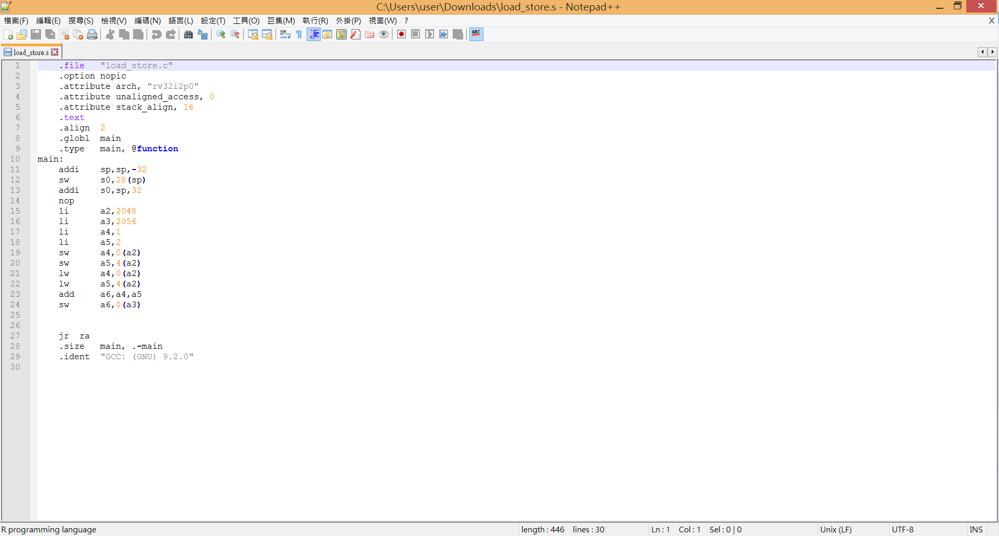 C:\Users\user\Downloads\load_store.s - Notepad++
檔案(F) 編輯(E) 搜尋(S) 檢視(V) 編碼(N) 語言(L) 設定(T) 工具(O) 巨集(M) 執行(R) 外掛(P) 視窗(W) ? X
ABC
load_store.s
1 .file "load_store.c"
2 .option nopic
3 .attribute arch, "rv32i2p0"
4 .attribute unaligned_access, 0
5 .attribute stack_align, 16
6 .text
7 .align 2
8 .globl main
9 .type main, @function
10 main:
11 addi sp,sp,-32
12 sw s0,28(sp)
13 addi s0,sp,32
14 nop
15 li a2,2048
16 li a3,2056
17 li a4,1
18 li a5,2
19 sw a4,0(a2)
20 sw a5,4(a2)
21 lw a4,0(a2)
22 lw a5,4(a2)
23 add a6,a4,a5
24 sw a6,0(a3)
25
26
27 jr ra
28 .size main, .-main
29 .ident "GCC: (GNU) 9.2.0"
30
R programming language length : 446 lines : 30 Ln : 1 Col : 1 Sel : 0 | 0 Unix (LF) UTF-8 INS